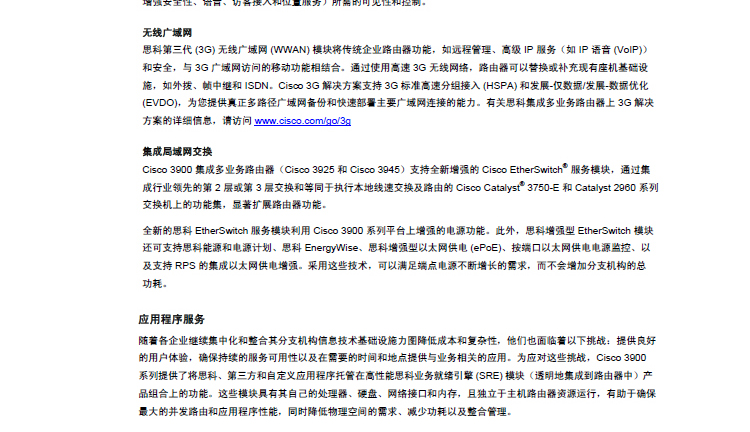 增强安全性、语音、访客接入和位置服务）所需的可见性和控制。
无线广域网
思科第三代 (3G) 无线广域网 (WWAN) 模块将传统企业路由器功能，如远程管理、高级 IP 服务（如 IP 语音 (VoIP)）
和安全，与 3G 广域网访问的移动功能相结合。通过使用高速 3G 无线网络，路由器可以替换或补充现有座机基础设
施，如外拨、帧中继和 ISDN。Cisco 3G 解决方案支持 3G 标准高速分组接入 (HSPA) 和发展-仅数据/发展-数据优化
(EVDO)，为您提供真正多路径广域网备份和快速部署主要广域网连接的能力。有关思科集成多业务路由器上 3G 解决
方案的详细信息，请访问 www.cisco.com/go/3g
集成局域网交换
Cisco 3900 集成多业务路由器（Cisco 3925 和 Cisco 3945）支持全新增强的 Cisco EtherSwitch® 服务模块，通过集
成行业领先的第 2 层或第 3 层交换和等同于执行本地线速交换及路由的 Cisco Catalyst® 3750-E 和 Catalyst 2960 系列
交换机上的功能集，显著扩展路由器功能。
全新的思科 EtherSwitch 服务模块利用 Cisco 3900 系列平台上增强的电源功能。此外，思科增强型 EtherSwitch 模块
还可支持思科能源和电源计划、思科 EnergyWise、思科增强型以太网供电 (ePoE)、按端口以太网供电电源监控、以
及支持 RPS 的集成以太网供电增强。采用这些技术，可以满足端点电源不断增长的需求，而不会增加分支机构的总
功耗。
应用程序服务
随着各企业继续集中化和整合其分支机构信息技术基础设施力图降低成本和复杂性，他们也面临着以下挑战：提供良好
的用户体验，确保持续的服务可用性以及在需要的时间和地点提供与业务相关的应用。为应对这些挑战，Cisco 3900
系列提供了将思科、第三方和自定义应用程序托管在高性能思科业务就绪引擎 (SRE) 模块（透明地集成到路由器中）产
品组合上的功能。这些模块具有其自己的处理器、硬盘、网络接口和内存，且独立于主机路由器资源运行，有助于确保
最大的并发路由和应用程序性能，同时降低物理空间的需求、减少功耗以及整合管理。